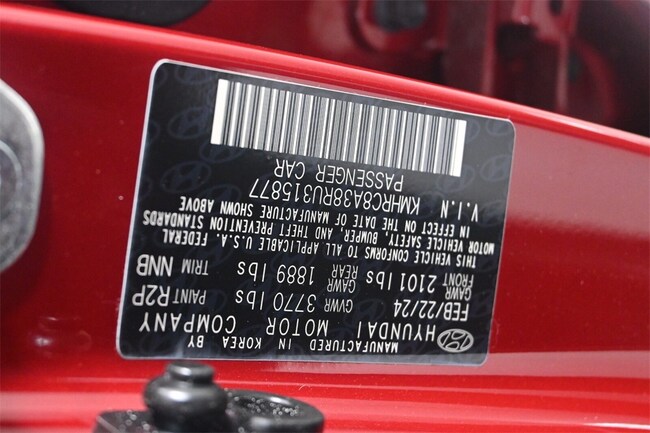 MANUFACTURED IN KOREA BY
HYUNDAI MOTOR COMPANY
FEB/22/24 GVWR 3770 lbs PAINT R2P
GAWR FRONT 2101 lbs GAWR REAR 1889 lbs TRIM NNB
THIS VEHICLE CONFORMS TO ALL APPLICABLE U.S.A. FEDERAL
MOTOR VEHICLE SAFETY, BUMPER, AND THEFT PREVENTION STANDARDS
IN EFFECT ON THE DATE OF MANUFACTURE SHOWN ABOVE
V.I.N KMHRC8A38RU315877
PASSENGER CAR